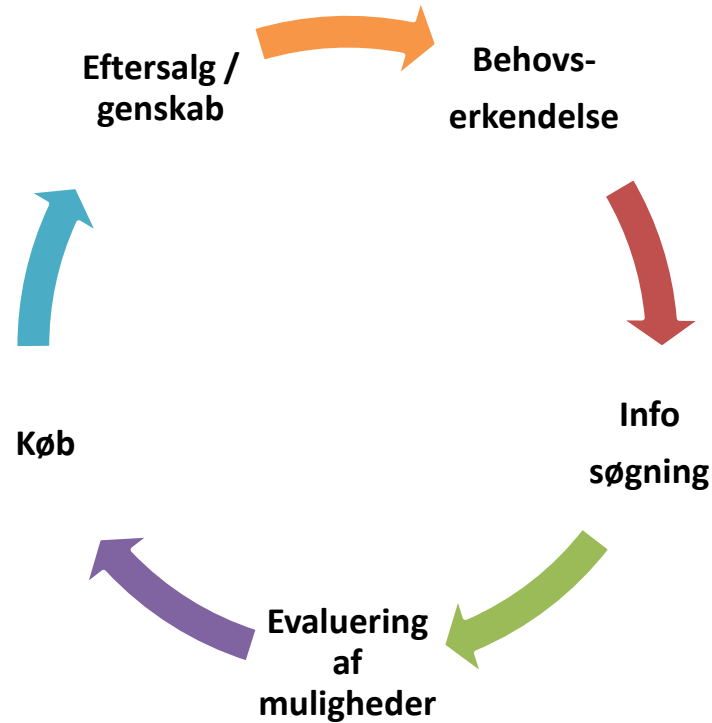 Eftersalg /
genskab
Behovs-
erkendelse
Info
søgning
Evaluering
af
muligheder
Køb